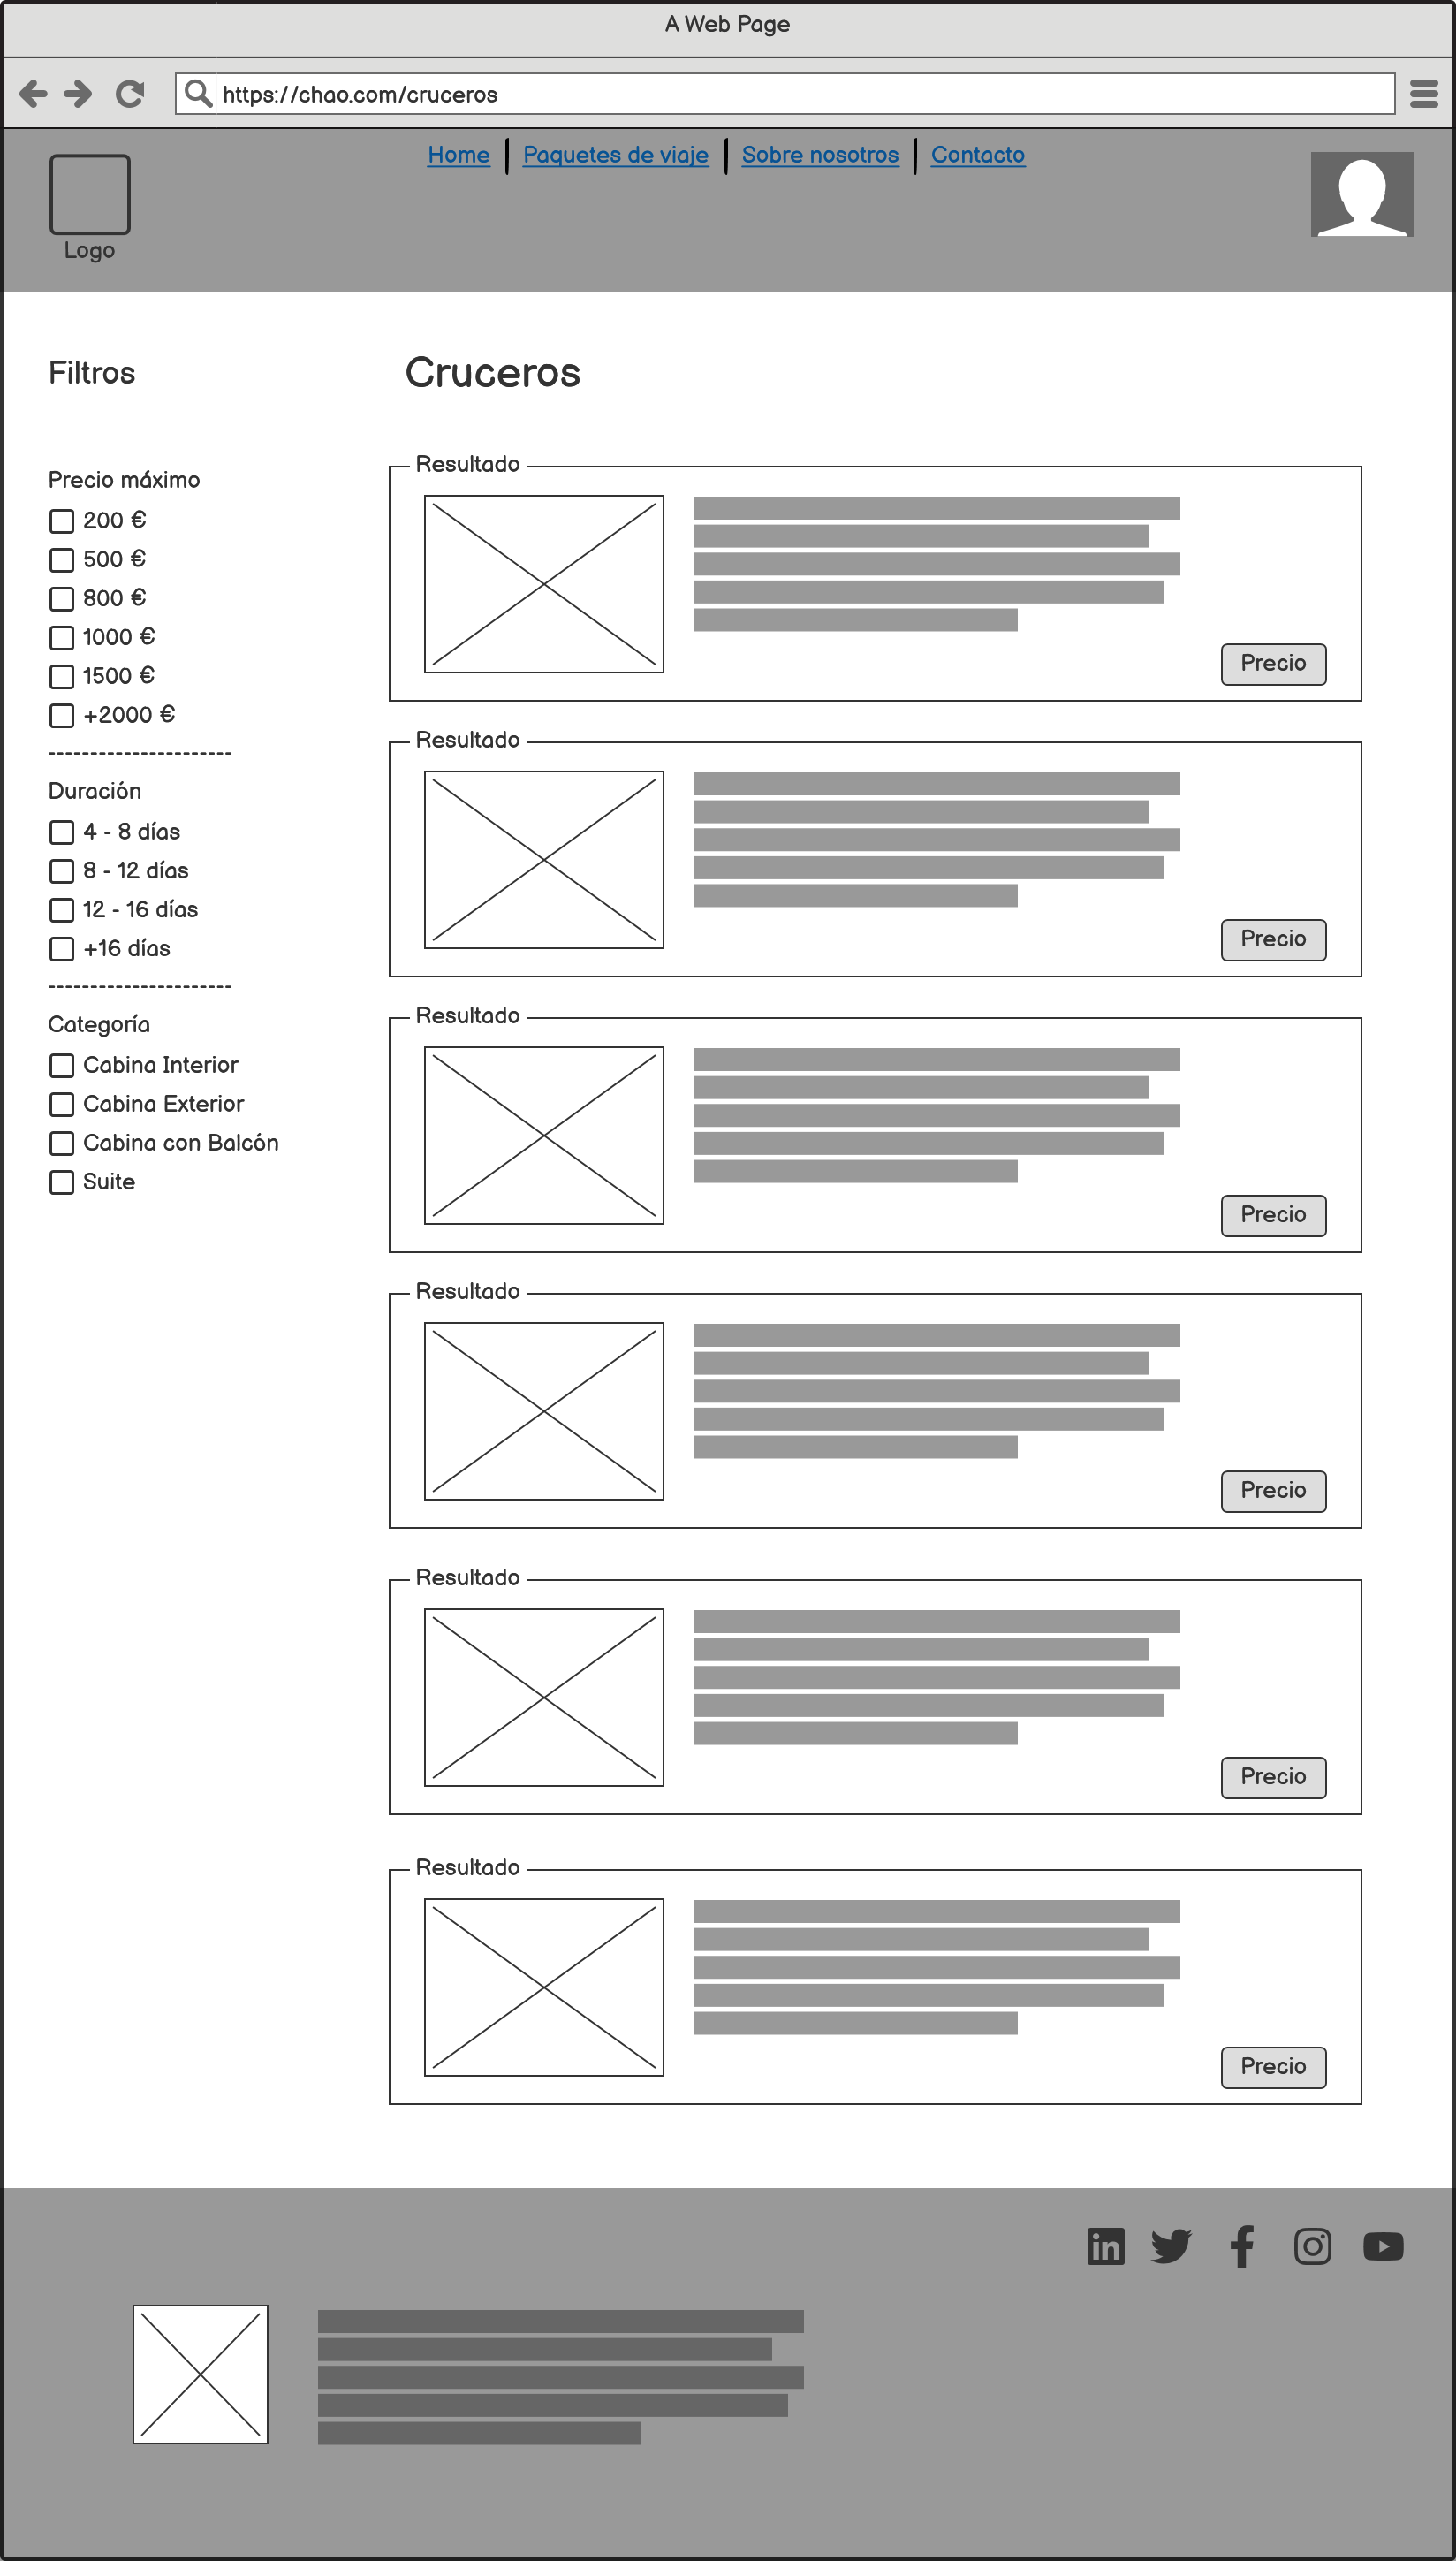 A Web Page
https://chao.com/cruceros
Home
Paquetes de viaje
Sobre nosotros
Contacto
Logo
Filtros
Cruceros
Precio máximo
200 €
500 €
800 €
1000 €
1500 €
+2000 €
----------------------
Duración
4 - 8 días
8 - 12 días
12 - 16 días
+16 días
----------------------
Categoría
Cabina Interior
Cabina Exterior
Cabina con Balcón
Suite
Resultado
Precio
Resultado
Precio
Resultado
Precio
Resultado
Precio
Resultado
Precio
Resultado
Precio